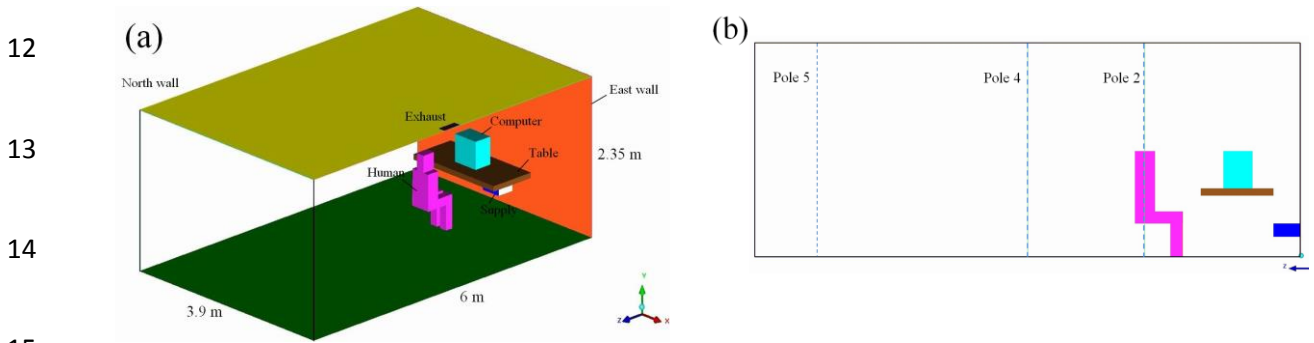 12
13
14
15
(a)
North wall
East wall
Exhaust
Computer
Table
2.35 m
Human
Supply
3.9 m
6 m
Y
Z
X
(b)
Pole 5
Pole 4
Pole 2
z